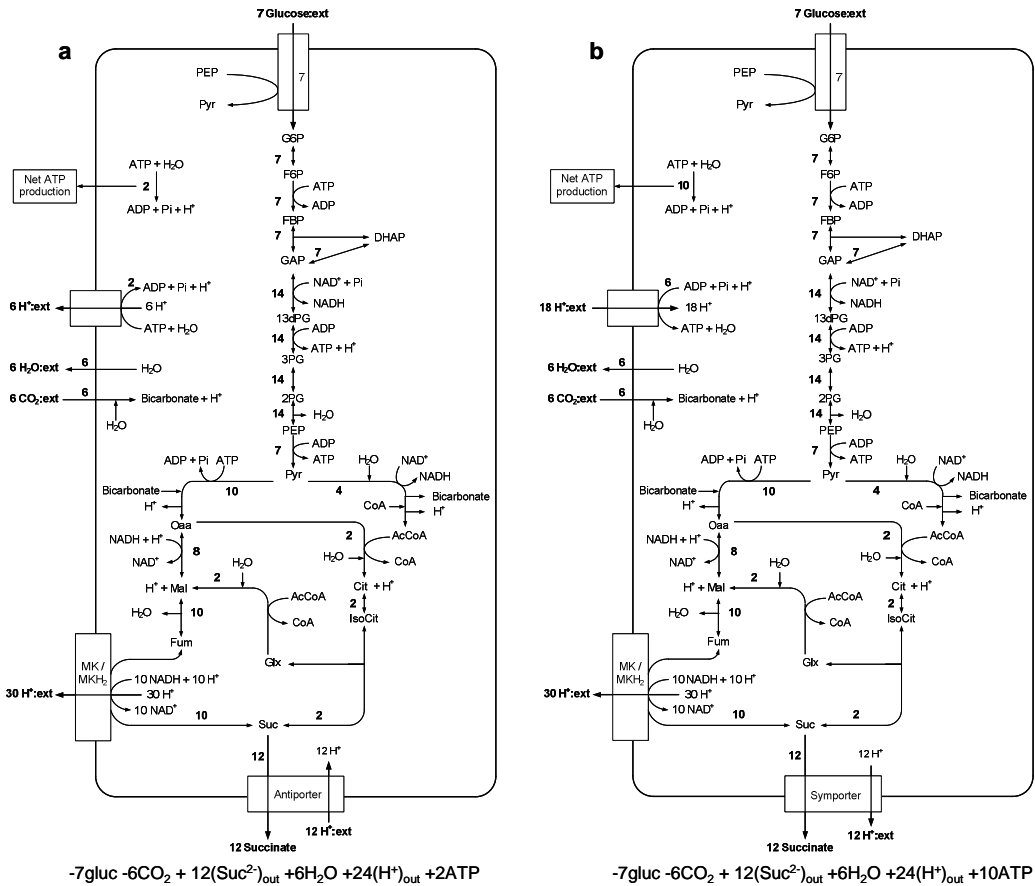 7 Glucose:ext
a
7
PEP
Pyr
G6P
7
F6P
ATP + H₂O
2
Net ATP
production
ADP + Pi + H⁺
ATP
7
ADP
FBP
7
DHAP
7
GAP
2
ADP + Pi + H⁺
6 H⁺:ext
6 H⁺
ATP + H₂O
NAD⁺ + Pi
14
NADH
13dPG
ADP
14
ATP + H⁺
3PG
6 H₂O:ext
6
H₂O
14
6 CO₂:ext
6
Bicarbonate + H⁺
H₂O
2PG
14
H₂O
PEP
ADP
7
ATP
Pyr
ADP + Pi
ATP
H₂O
NAD⁺
NADH
Bicarbonate
10
4
Bicarbonate
H⁺
CoA
H⁺
Oaa
AcCoA
NADH + H⁺
8
NAD⁺
2
H₂O
CoA
H₂O
H⁺ + Mal
2
Cit + H⁺
AcCoA
2
H₂O
10
CoA
IsoCit
Fum
Glx
MK /
MKH₂
10 NADH + 10 H⁺
30 H⁺:ext
30 H⁺
10 NAD⁺
10
Suc
2
12
12 H⁺
Antiporter
12 H⁺:ext
12 Succinate
-7gluc -6CO₂ + 12(Suc²⁻)out +6H₂O +24(H⁺)out +2ATP
7 Glucose:ext
b
7
PEP
Pyr
G6P
7
F6P
ATP + H₂O
10
Net ATP
production
ADP + Pi + H⁺
ATP
7
ADP
FBP
7
DHAP
7
GAP
6
ADP + Pi + H⁺
18 H⁺:ext
18 H⁺
ATP + H₂O
NAD⁺ + Pi
14
NADH
13dPG
ADP
14
ATP + H⁺
3PG
6 H₂O:ext
6
H₂O
14
6 CO₂:ext
6
Bicarbonate + H⁺
H₂O
2PG
14
H₂O
PEP
ADP
7
ATP
Pyr
ADP + Pi
ATP
H₂O
NAD⁺
NADH
Bicarbonate
10
4
Bicarbonate
H⁺
CoA
H⁺
Oaa
AcCoA
NADH + H⁺
8
NAD⁺
2
H₂O
CoA
H₂O
H⁺ + Mal
2
Cit + H⁺
AcCoA
2
H₂O
10
CoA
IsoCit
Fum
Glx
MK /
MKH₂
10 NADH + 10 H⁺
30 H⁺:ext
30 H⁺
10 NAD⁺
10
Suc
2
12
12 H⁺
Symporter
12 H⁺:ext
12 Succinate
-7gluc -6CO₂ + 12(Suc²⁻)out +6H₂O +24(H⁺)out +10ATP